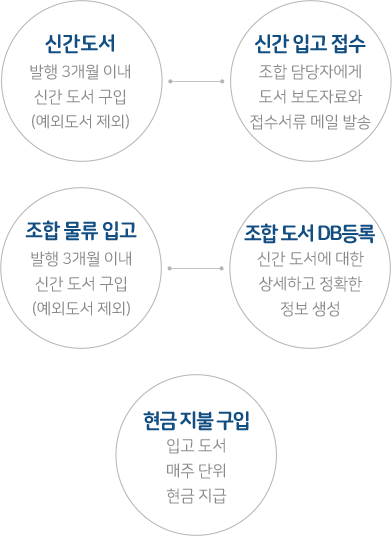 신간도서
발행 3개월 이내
신간 도서 구입
(예외도서 제외)
신간 입고 접수
조합 담당자에게
도서 보도자료와
접수서류 메일 발송
조합 물류 입고
발행 3개월 이내
신간 도서 구입
(예외도서 제외)
조합 도서 DB등록
신간 도서에 대한
상세하고 정확한
정보 생성
현금 지불 구입
입고 도서
매주 단위
현금 지급